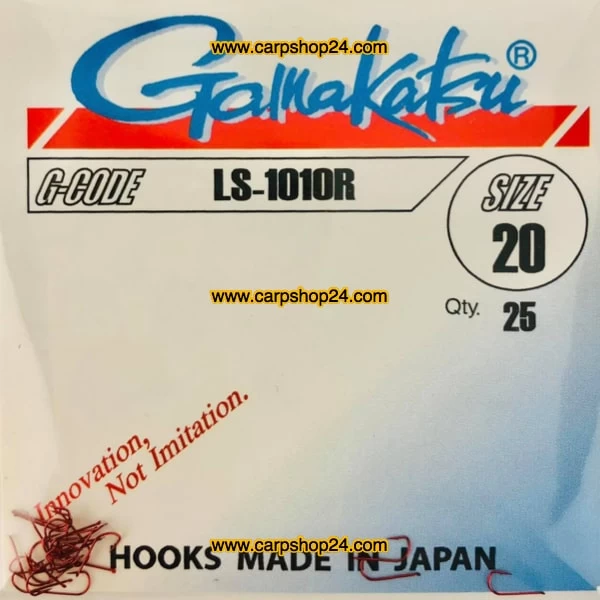 www.carpshop24.com
Gamakatsu®
G-CODE LS-1010R
SIZE
20
www.carpshop24.com
Qty. 25
Innovation,
Not Imitation.
www.carpshop24.com
HOOKS MADE IN JAPAN